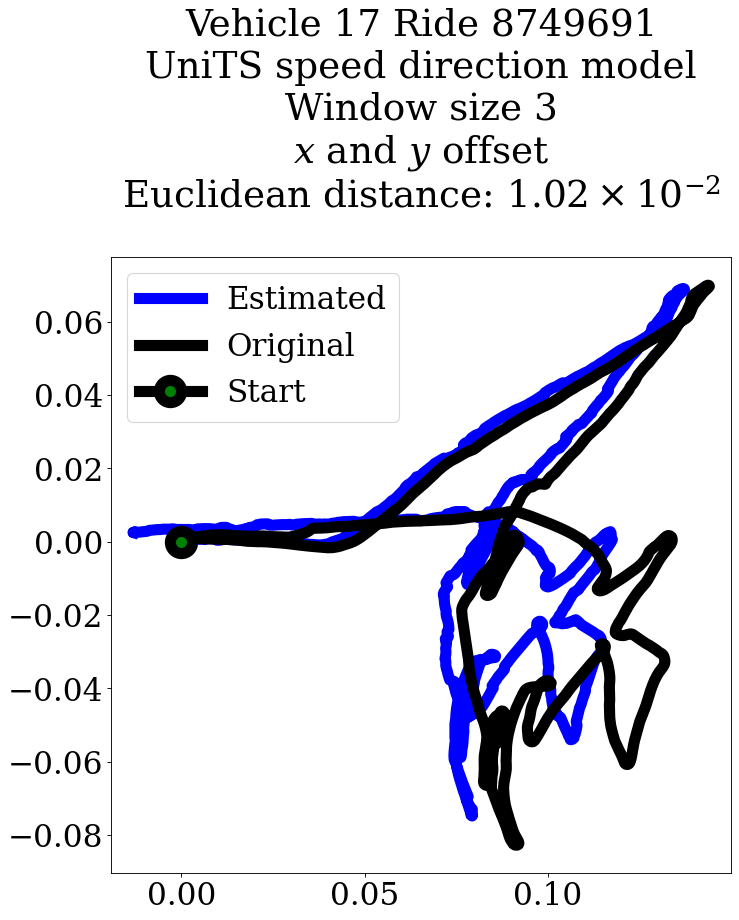 Vehicle 17 Ride 8749691
UniTS speed direction model
Window size 3
x and y offset
Euclidean distance: 1.02 × 10⁻²
Estimated
Original
Start
0.06
0.04
0.02
0.00
−0.02
−0.04
−0.06
−0.08
0.00 0.05 0.10